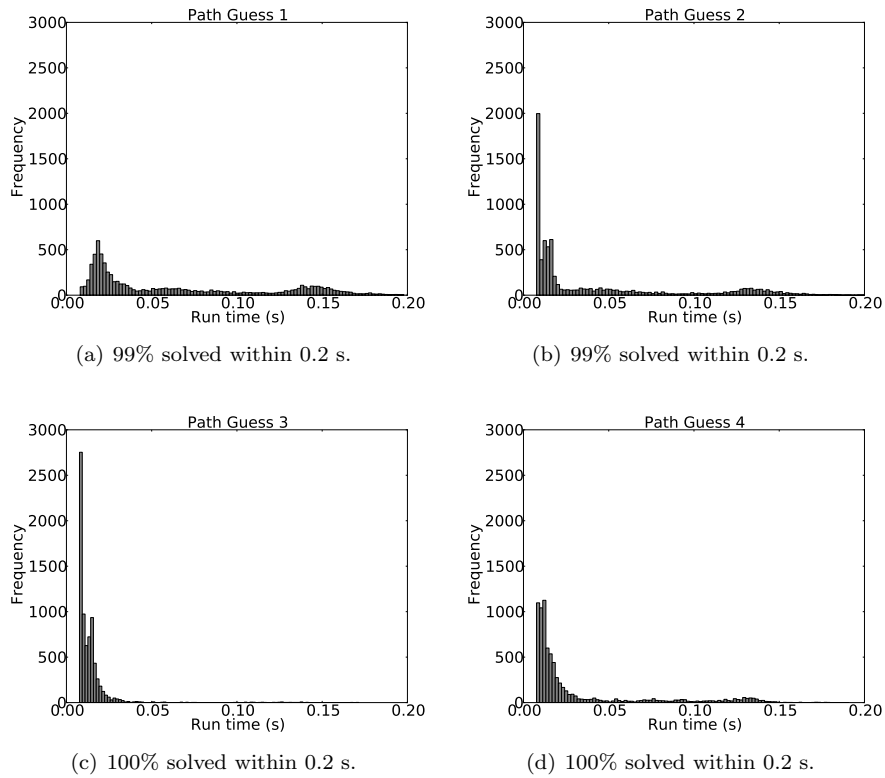 Path Guess 1
3000
2500
2000
1500
1000
500
0
Frequency
0.00 0.05 0.10 0.15 0.20
Run time (s)
(a) 99% solved within 0.2 s.
Path Guess 2
3000
2500
2000
1500
1000
500
0
Frequency
0.00 0.05 0.10 0.15 0.20
Run time (s)
(b) 99% solved within 0.2 s.
Path Guess 3
3000
2500
2000
1500
1000
500
0
Frequency
0.00 0.05 0.10 0.15 0.20
Run time (s)
(c) 100% solved within 0.2 s.
Path Guess 4
3000
2500
2000
1500
1000
500
0
Frequency
0.00 0.05 0.10 0.15 0.20
Run time (s)
(d) 100% solved within 0.2 s.